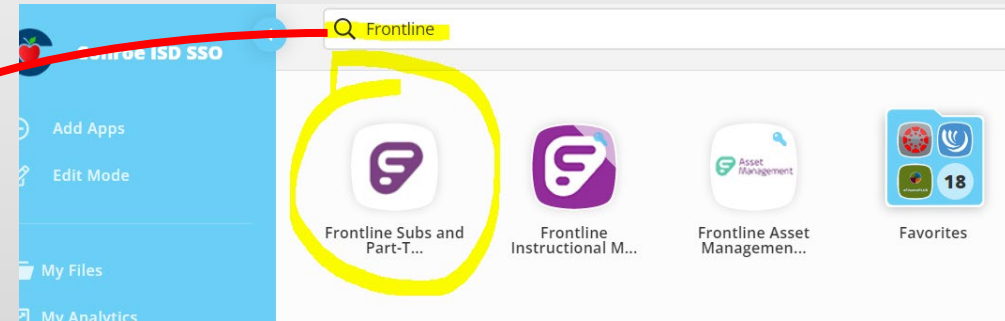 Frontline
Conroe ISD SSO
Add Apps
Edit Mode
My Files
My Analytics
Frontline Subs and
Part-T...
Frontline
Instructional M...
Asset
Management
Frontline Asset
Managemen...
18
Favorites